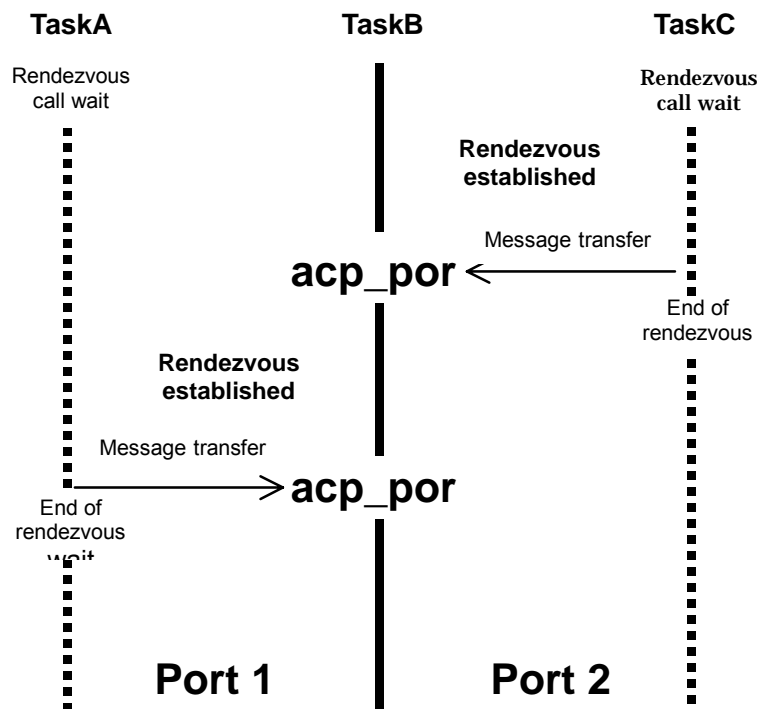 TaskA
TaskB
TaskC
Rendezvous
call wait
Rendezvous
call wait
Rendezvous
established
Message transfer
acp_por
End of
rendezvous
Rendezvous
established
Message transfer
acp_por
End of
rendezvous
wait
Port 1
Port 2